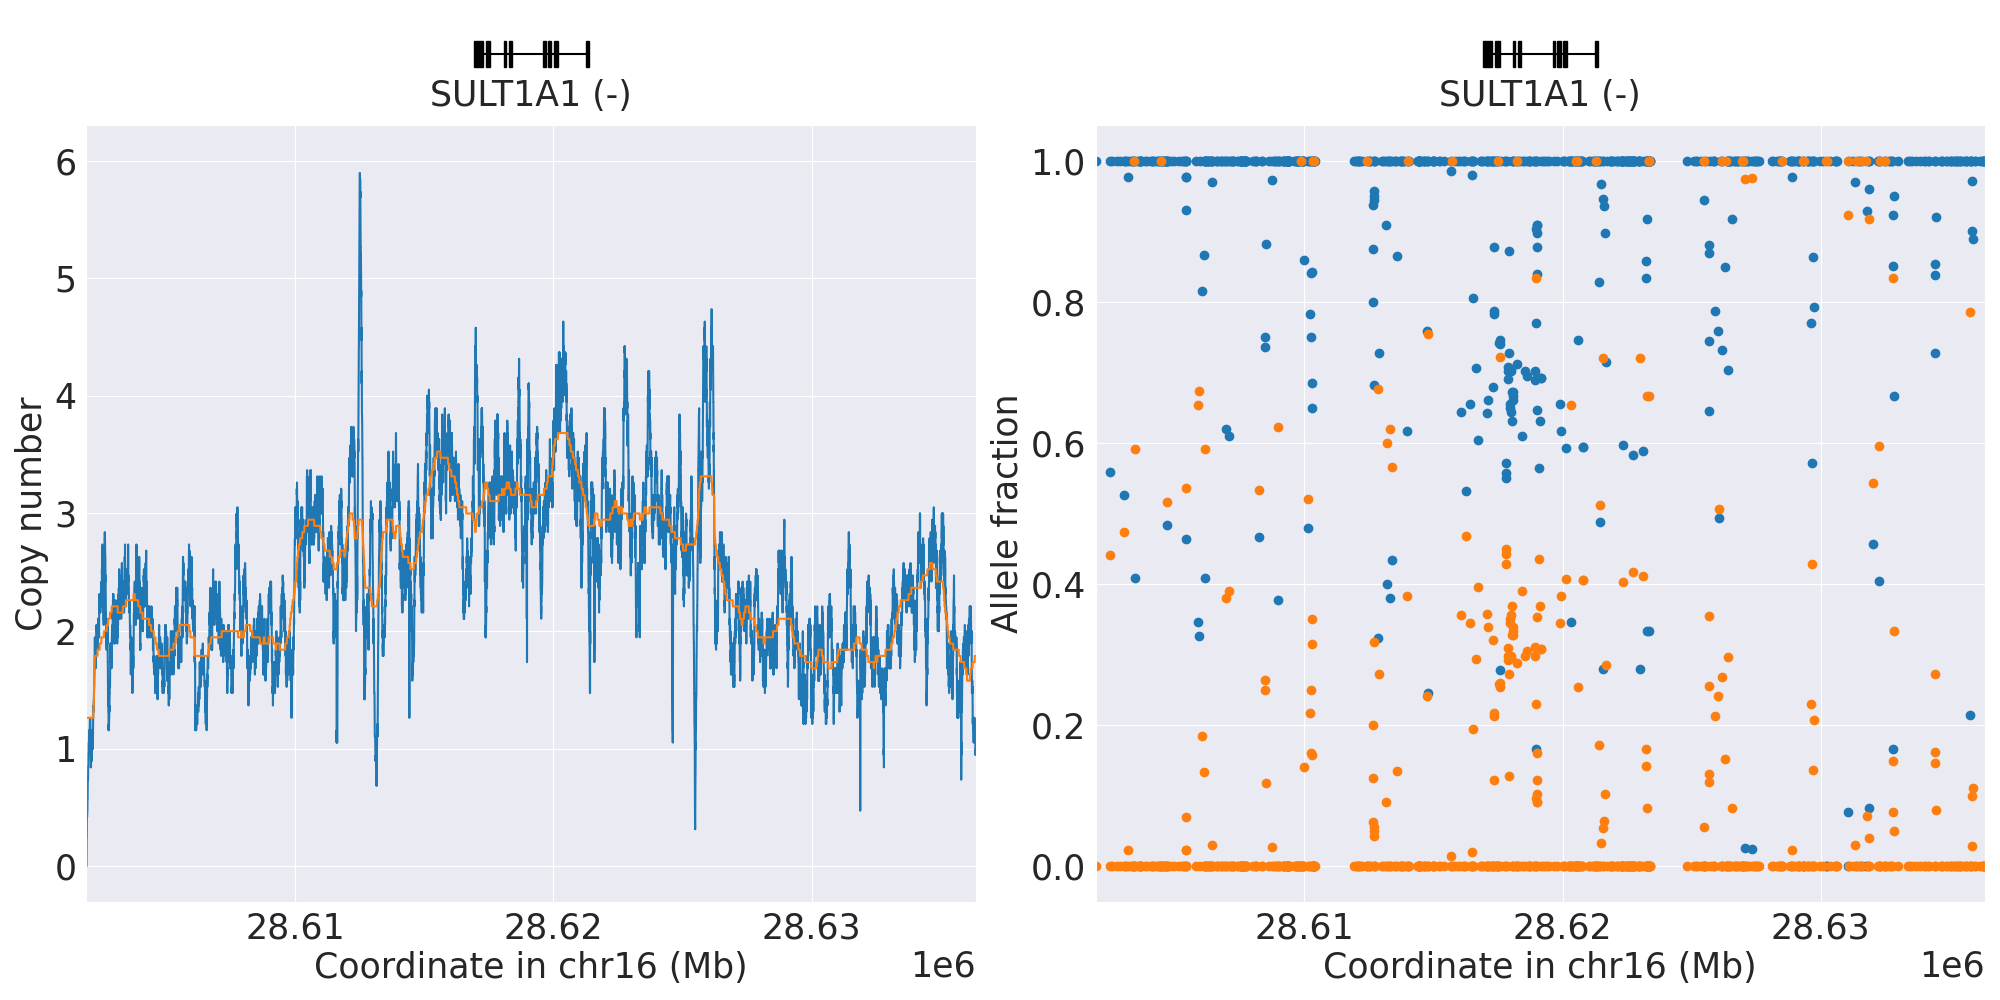 SULT1A1 (-)
6
5
4
3
2
1
0
Copy number
28.61
28.62
28.63
Coordinate in chr16 (Mb)
1e6
SULT1A1 (-)
1.0
0.8
0.6
0.4
0.2
0.0
Allele fraction
28.61
28.62
28.63
Coordinate in chr16 (Mb)
1e6